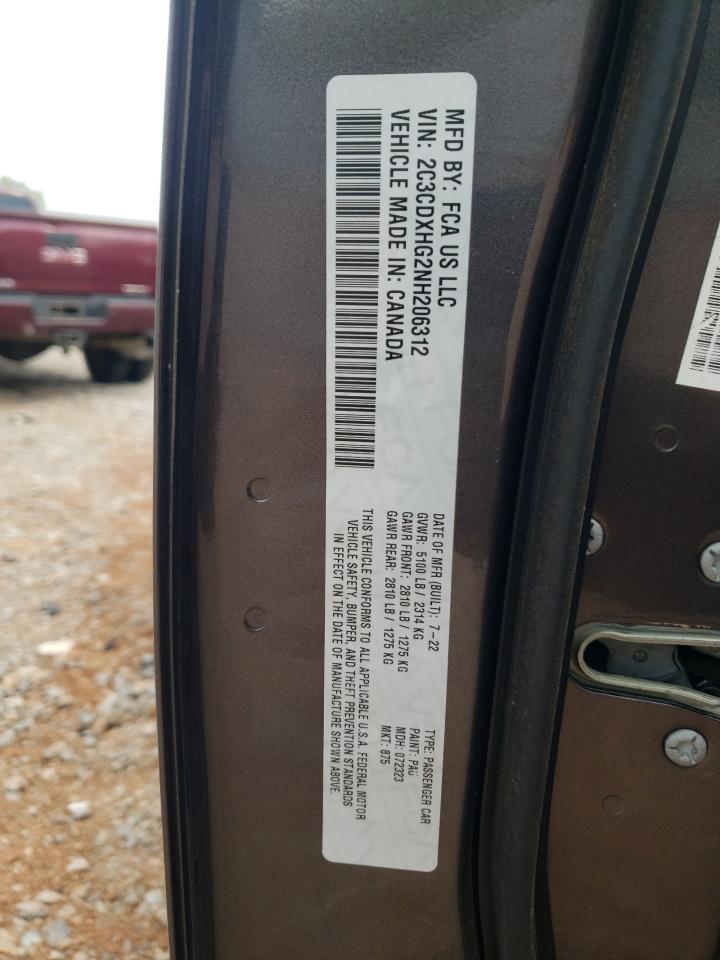 MFD BY: FCA US LLC
VIN: 2C3CDXHG2NH206312
VEHICLE MADE IN: CANADA
DATE OF MFR (BUILT): 7-22
GVWR: 5100 LB / 2314 KG
GAWR FRONT: 2810 LB / 1275 KG
GAWR REAR: 2810 LB / 1275 KG
THIS VEHICLE CONFORMS TO ALL APPLICABLE U.S.A. FEDERAL MOTOR
VEHICLE SAFETY, BUMPER, AND THEFT PREVENTION STANDARDS
IN EFFECT ON THE DATE OF MANUFACTURE SHOWN ABOVE.
TYPE: PASSENGER CAR
PAINT: PAU
MDH: 072323
MKT: 875